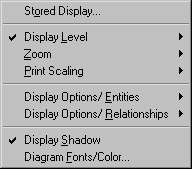 Stored Display...
Display Level
Zoom
Print Scaling
Display Options/ Entities
Display Options/ Relationships
Display Shadow
Diagram Fonts/Color...